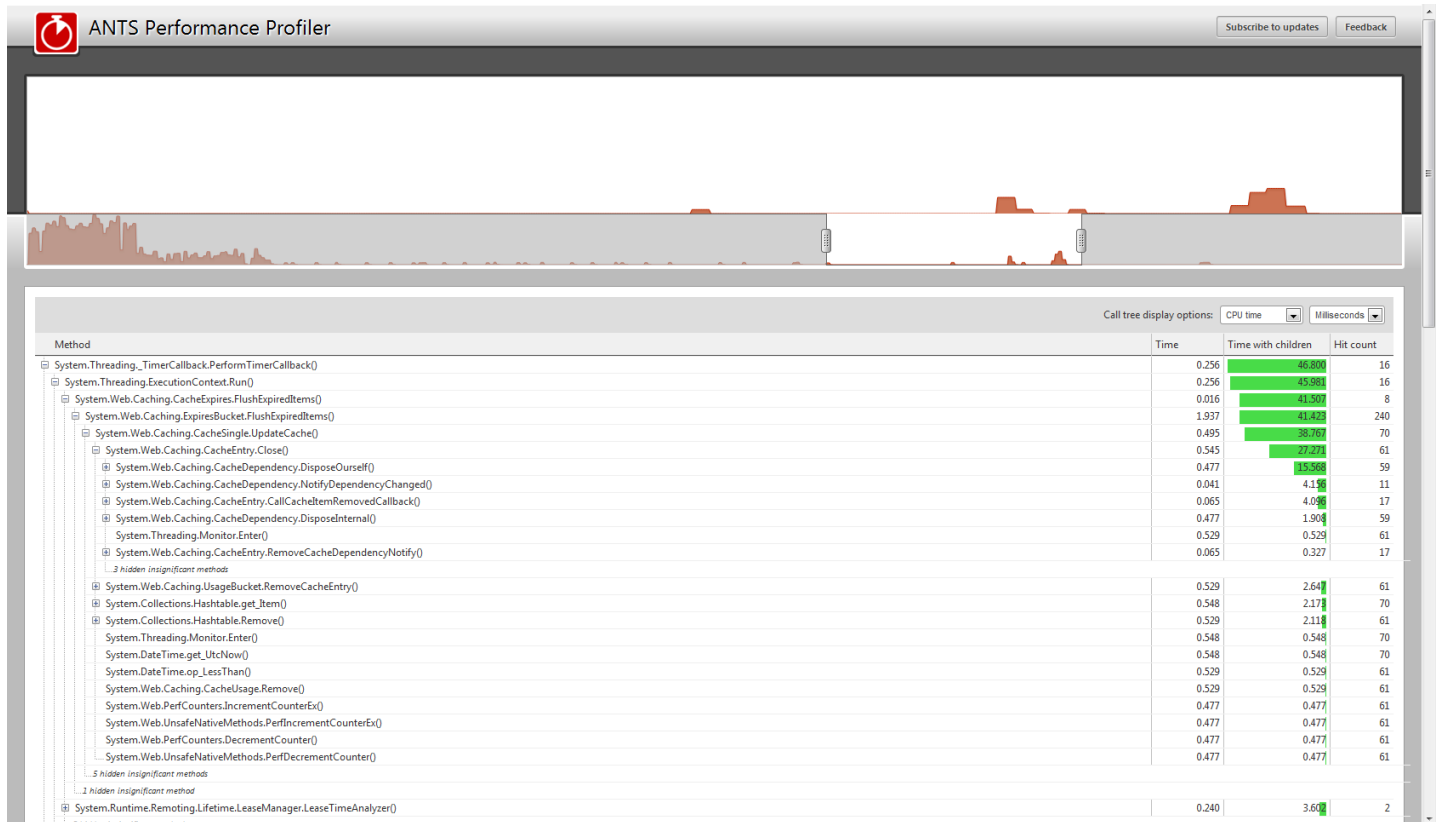 ANTS Performance Profiler
Subscribe to updates Feedback
Call tree display options: CPU time Milliseconds
Method Time Time with children Hit count
System.Threading._TimerCallback.PerformTimerCallback() 0.256 46.800 16
System.Threading.ExecutionContext.Run() 0.256 45.981 16
System.Web.Caching.CacheExpires.FlushExpiredItems() 0.016 41.507 8
System.Web.Caching.ExpiresBucket.FlushExpiredItems() 1.937 41.423 240
System.Web.Caching.CacheSingle.UpdateCache() 0.495 38.767 70
System.Web.Caching.CacheEntry.Close() 0.545 27.271 61
System.Web.Caching.CacheDependency.DisposeOurself() 0.477 15.568 59
System.Web.Caching.CacheDependency.NotifyDependencyChanged() 0.041 4.156 11
System.Web.Caching.CacheEntry.CallCacheItemRemovedCallback() 0.065 4.096 17
System.Web.Caching.CacheDependency.DisposeInternal() 0.477 1.908 59
System.Threading.Monitor.Enter() 0.529 0.529 61
System.Web.Caching.CacheEntry.RemoveCacheDependencyNotify() 0.065 0.327 17
3 hidden insignificant methods
System.Web.Caching.UsageBucket.RemoveCacheEntry() 0.529 2.647 61
System.Collections.Hashtable.get_Item() 0.548 2.173 70
System.Collections.Hashtable.Remove() 0.529 2.118 61
System.Threading.Monitor.Enter() 0.548 0.548 70
System.DateTime.get_UtcNow() 0.548 0.548 70
System.DateTime.op_LessThan() 0.529 0.529 61
System.Web.Caching.CacheUsage.Remove() 0.529 0.529 61
System.Web.PerfCounters.IncrementCounterEx() 0.477 0.477 61
System.Web.UnsafeNativeMethods.PerfIncrementCounterEx() 0.477 0.477 61
System.Web.PerfCounters.DecrementCounter() 0.477 0.477 61
System.Web.UnsafeNativeMethods.PerfDecrementCounter() 0.477 0.477 61
5 hidden insignificant methods
1 hidden insignificant method
System.Runtime.Remoting.Lifetime.LeaseManager.LeaseTimeAnalyzer() 0.240 3.602 2